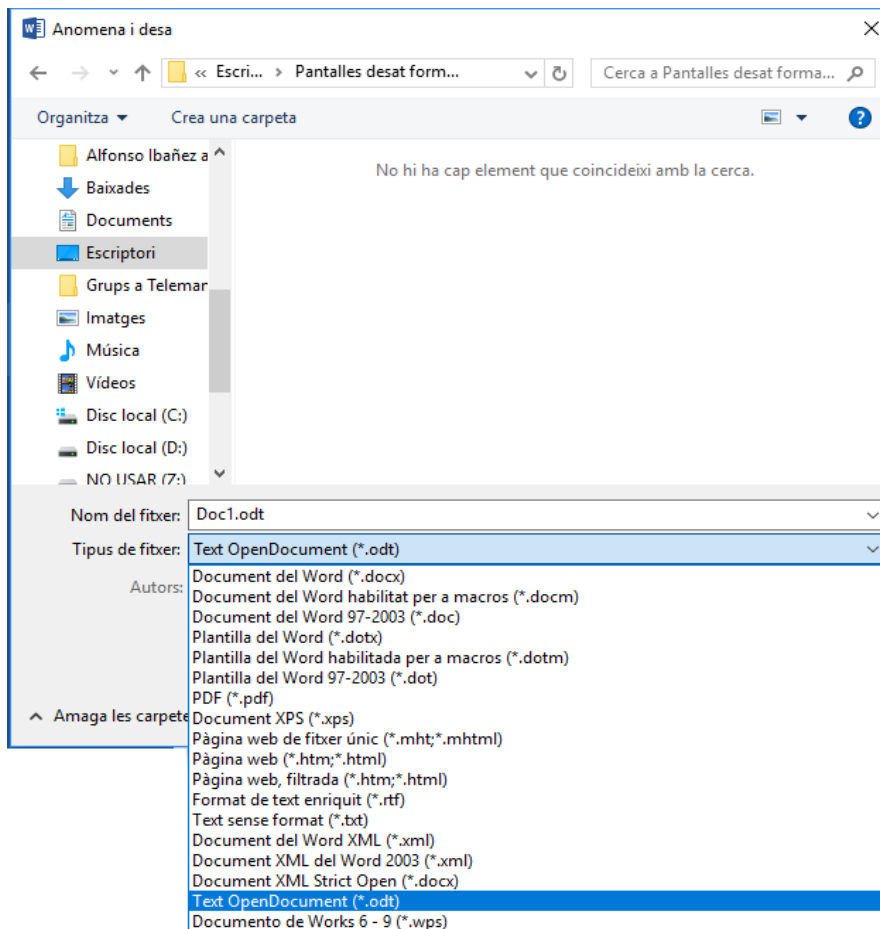 Anomena i desa
« Escri... > Pantalles desat form...
Cerca a Pantalles desat forma...
Organitza
Crea una carpeta
Alfonso Ibañez a
Baixades
Documents
Escriptori
Grups a Telemar
Imatges
Música
Vídeos
Disc local (C:)
Disc local (D:)
NO USAR (Z:)
No hi ha cap element que coincideixi amb la cerca.
Nom del fitxer: Doc1.odt
Tipus de fitxer: Text OpenDocument (*.odt)
Autors:
Amaga les carpete
Document del Word (*.docx)
Document del Word habilitat per a macros (*.docm)
Document del Word 97-2003 (*.doc)
Plantilla del Word (*.dotx)
Plantilla del Word habilitada per a macros (*.dotm)
Plantilla del Word 97-2003 (*.dot)
PDF (*.pdf)
Document XPS (*.xps)
Pàgina web de fitxer únic (*.mht;*.mhtml)
Pàgina web (*.htm;*.html)
Pàgina web, filtrada (*.htm;*.html)
Format de text enriquit (*.rtf)
Text sense format (*.txt)
Document del Word XML (*.xml)
Document XML del Word 2003 (*.xml)
Document XML Strict Open (*.docx)
Text OpenDocument (*.odt)
Documento de Works 6 - 9 (*.wps)